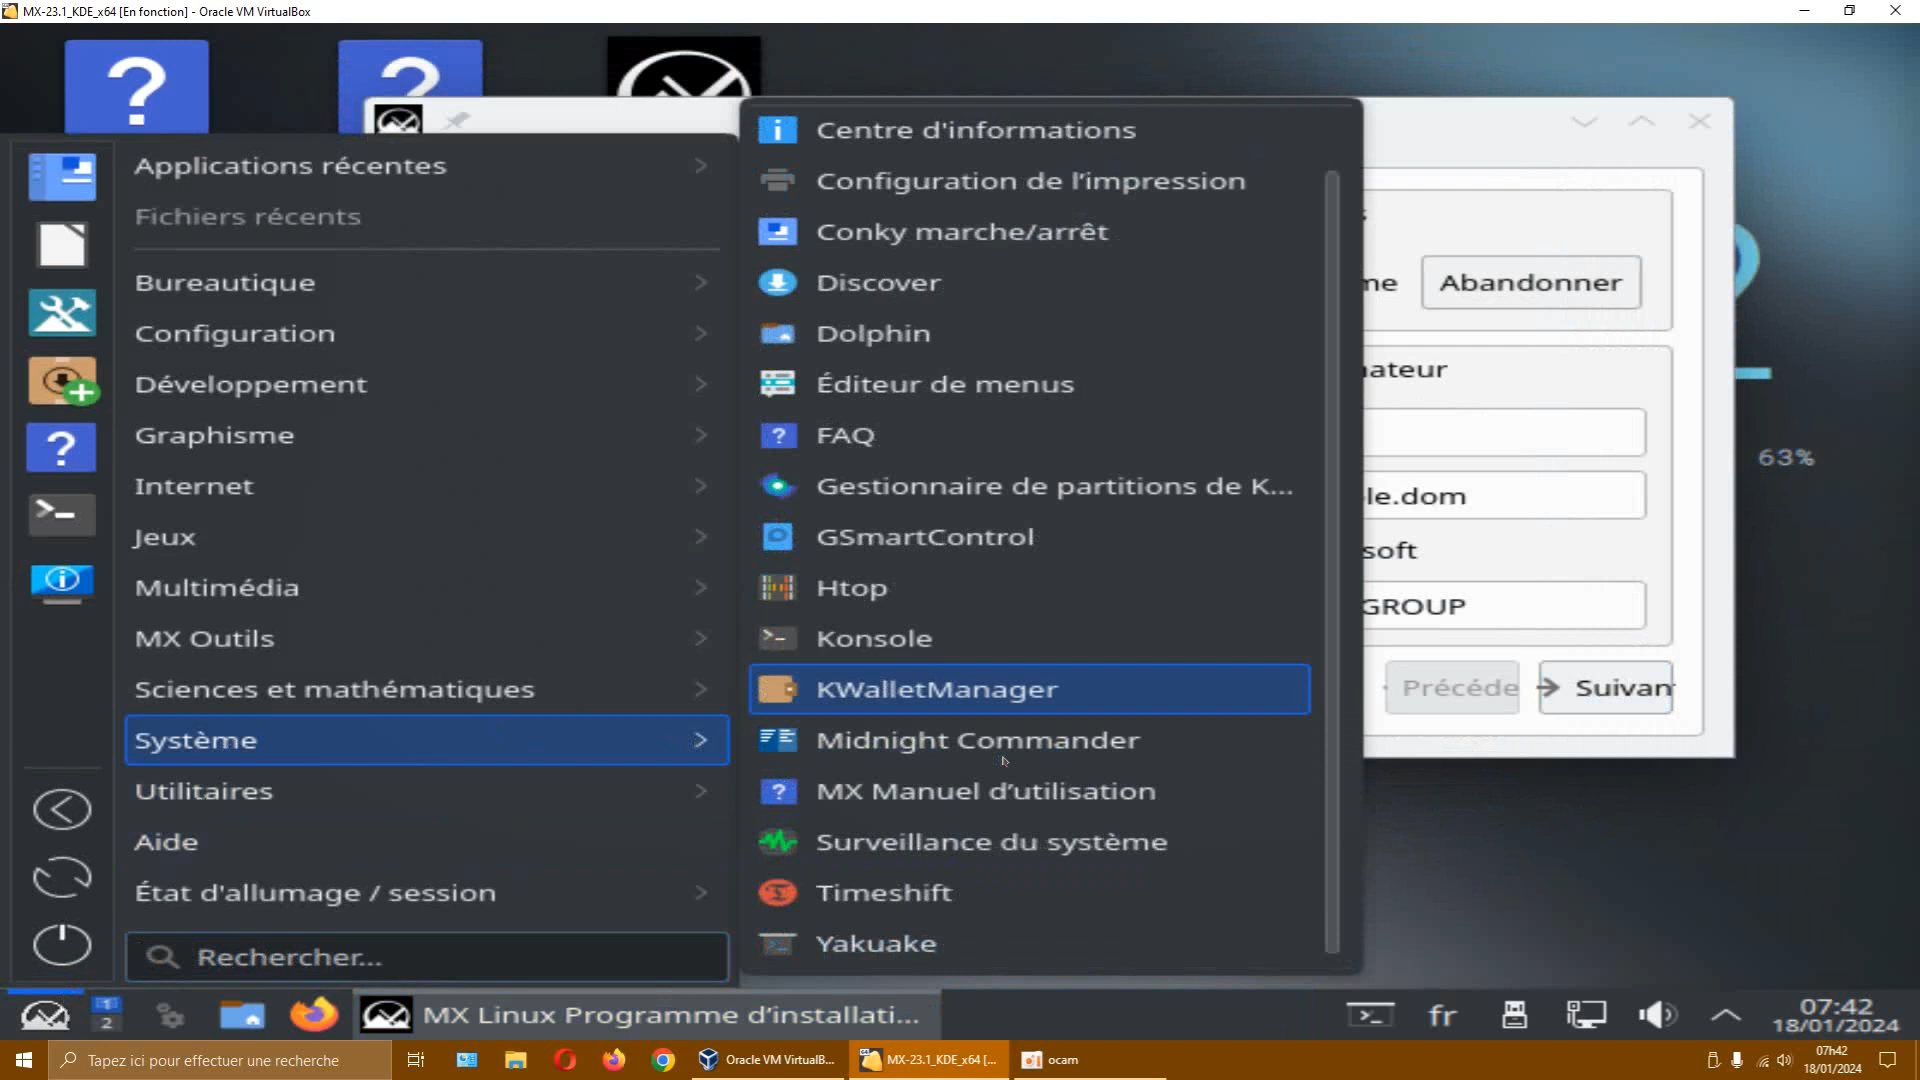 MX-23.1_KDE_x64 [En fonction] - Oracle VM VirtualBox
Applications récentes
Fichiers récents
Bureautique
Configuration
Développement
Graphisme
Internet
Jeux
Multimédia
MX Outils
Sciences et mathématiques
Système
Utilitaires
Aide
État d'allumage / session
Rechercher...
Centre d'informations
Configuration de l’impression
Conky marche/arrêt
Discover
Dolphin
Éditeur de menus
FAQ
Gestionnaire de partitions de K...
GSmartControl
Htop
Konsole
KWalletManager
Midnight Commander
MX Manuel d’utilisation
Surveillance du système
Timeshift
Yakuake
me
Abandonner
nateur
le.dom
soft
GROUP
Précéde
Suivan
63%
1
2
MX Linux Programme d’installati...
fr
07:42
18/01/2024
Tapez ici pour effectuer une recherche
Oracle VM VirtualB...
MX-23.1_KDE_x64 [...
ocam
07h42
18/01/2024